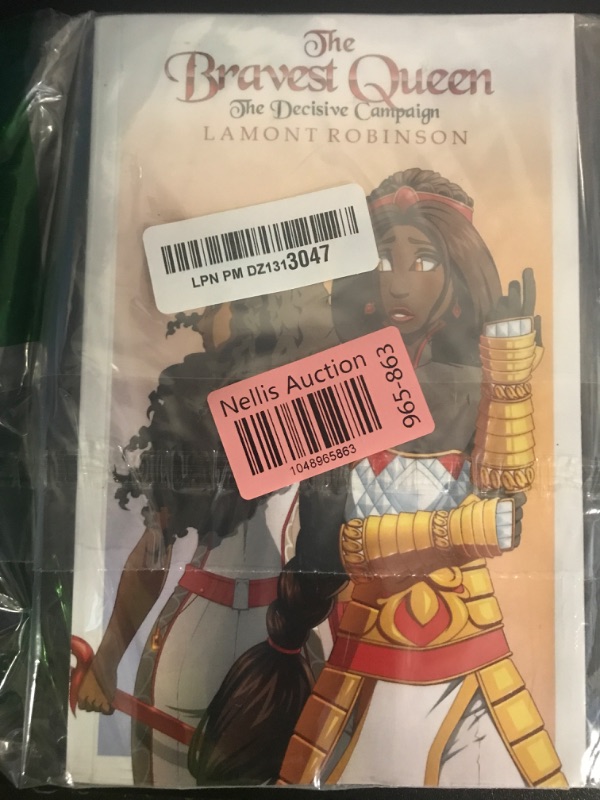 The
Bravest Queen
The Decisive Campaign
LAMONT ROBINSON
LPN PM DZ1313047
Nellis Auction
1048965863
965-863